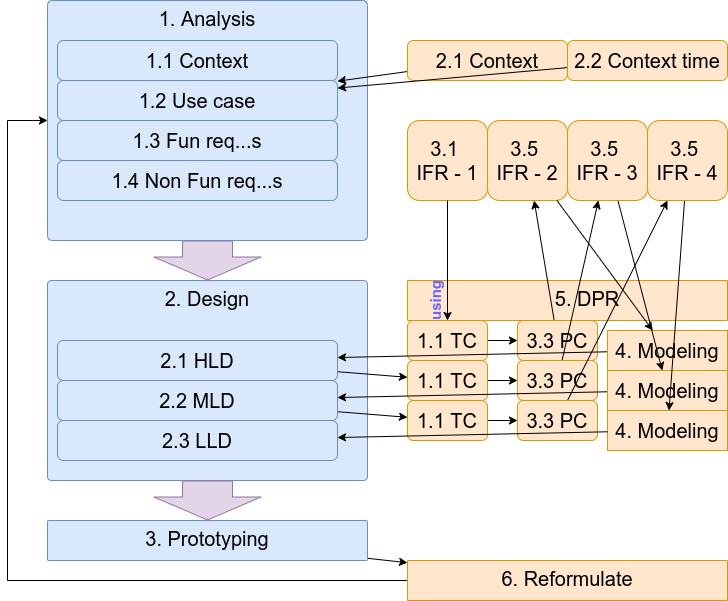 1. Analysis
1.1 Context
1.2 Use case
1.3 Fun req...s
1.4 Non Fun req...s
2.1 Context
2.2 Context time
3.1
IFR - 1
3.5
IFR - 2
3.5
IFR - 3
3.5
IFR - 4
2. Design
2.1 HLD
2.2 MLD
2.3 LLD
using
5. DPR
1.1 TC
3.3 PC
4. Modeling
1.1 TC
3.3 PC
4. Modeling
1.1 TC
3.3 PC
4. Modeling
3. Prototyping
6. Reformulate